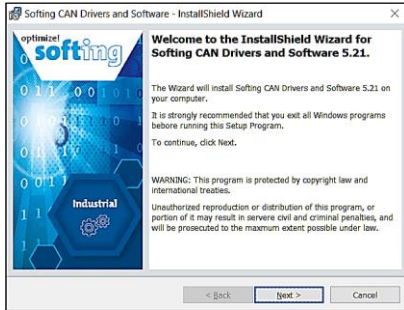 Softing CAN Drivers and Software - InstallShield Wizard
optimize!
softing
Industrial
Welcome to the InstallShield Wizard for
Softing CAN Drivers and Software 5.21.
The Wizard will install Softing CAN Drivers and Software 5.21 on
your computer.
It is strongly recommended that you exit all Windows programs
bebore running this Setup Program.
To continue, click Next.
WARNING: This program is protected by copyright law and
international treaties.
Unauthorized reproduction or distribution of this program, or
portion of it may result in servere civil and criminal penalties, and
will be prosecuted to the maxmum extent possible under law.
< Back
Next >
Cancel